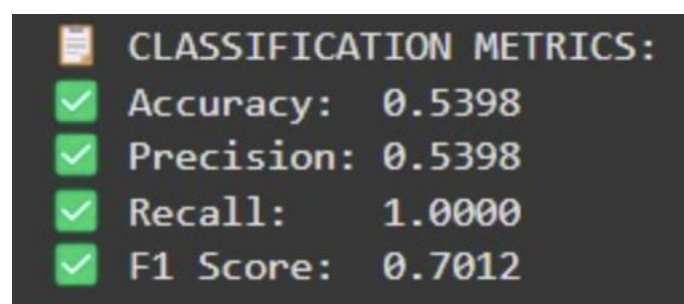 📋 CLASSIFICATION METRICS:
✅ Accuracy: 0.5398
✅ Precision: 0.5398
✅ Recall: 1.0000
✅ F1 Score: 0.7012